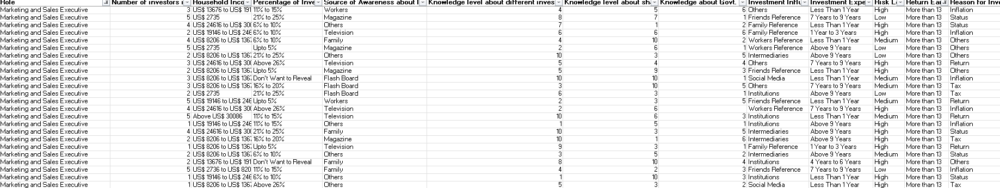 Role Number of investors i Household Inco Percentage of Inve Source of Awareness about I Knowledge level about different inves Knowledge level about sh Knowledge about Govt. Investment Influ Investment Expe Risk L Return Ear Reason for Inve
Marketing and Sales Executive 3 US$ 13676 to US$ 191 11% to 15% Workers 4 5 6 Others Less Than 1 Year High More than 13 Inflation
Marketing and Sales Executive 5 US$ 2735 21% to 25% Magazine 8 7 1 Friends Reference 7 Years to 9 Years Low More than 13 Status
Marketing and Sales Executive 4 US$ 24616 to US$ 300 6% to 10% Others 7 1 2 Family Reference Less Than 1 Year High More than 13 Status
Marketing and Sales Executive 2 US$ 19146 to US$ 246 6% to 10% Television 6 6 6 Family Reference 1 Year to 3 Years High More than 13 Inflation
Marketing and Sales Executive 4 US$ 8206 to US$ 1367 6% to 10% Family 4 10 2 Workers Reference Less Than 1 Year Medium More than 13 Others
Marketing and Sales Executive 5 US$ 2735 Upto 5% Magazine 2 6 1 Workers Reference Above 9 Years Low More than 13 Others
Marketing and Sales Executive 2 US$ 8206 to US$ 1367 21% to 25% Others 10 3 5 Intermediaries Above 9 Years Low More than 13 Others
Marketing and Sales Executive 3 US$ 24616 to US$ 300 Above 26% Television 5 4 4 Others 7 Years to 9 Years High More than 13 Return
Marketing and Sales Executive 2 US$ 8206 to US$ 1367 Upto 5% Magazine 5 9 3 Friends Reference Less Than 1 Year High More than 13 Others
Marketing and Sales Executive 3 US$ 8206 to US$ 1367 Don't Want to Reveal Flash Board 10 10 1 Social Media Less Than 1 Year Medium More than 13 Inflation
Marketing and Sales Executive 3 US$ 8206 to US$ 1367 16% to 20% Flash Board 3 10 5 Others 7 Years to 9 Years Medium More than 13 Tax
Marketing and Sales Executive 2 US$ 2735 21% to 25% Flash Board 6 3 1 Institutions Above 9 Years Low More than 13 Tax
Marketing and Sales Executive 5 US$ 19146 to US$ 246 Upto 5% Workers 2 3 5 Friends Reference Less Than 1 Year Medium More than 13 Return
Marketing and Sales Executive 4 US$ 24616 to US$ 300 Above 26% Television 2 6 Workers Reference 7 Years to 9 Years High More than 13 Inflation
Marketing and Sales Executive 5 Above US$ 30086 11% to 15% Television 10 6 3 Institutions Less Than 1 Year Medium More than 13 Return
Marketing and Sales Executive 1 US$ 19146 to US$ 246 11% to 15% Others 1 5 1 Institutions Above 9 Years High More than 13 Inflation
Marketing and Sales Executive 4 US$ 24616 to US$ 300 21% to 25% Family 10 3 5 Intermediaries Above 9 Years High More than 13 Status
Marketing and Sales Executive 2 US$ 8206 to US$ 1367 16% to 20% Magazine 10 1 6 Intermediaries Above 9 Years High More than 13 Tax
Marketing and Sales Executive 1 US$ 8206 to US$ 1367 Upto 5% Television 9 3 1 Family Reference 1 Year to 3 Years High More than 13 Return
Marketing and Sales Executive 2 US$ 8206 to US$ 1367 6% to 10% Others 3 5 2 Intermediaries Above 9 Years Medium More than 13 Status
Marketing and Sales Executive 2 US$ 13676 to US$ 191 Don't Want to Reveal Family 8 10 4 Institutions 4 Years to 6 Years High More than 13 Others
Marketing and Sales Executive 5 US$ 2736 to US$ 820 11% to 15% Family 4 2 3 Friends Reference 7 Years to 9 Years Low More than 13 Inflation
Marketing and Sales Executive 1 US$ 19146 to US$ 246 6% to 10% Others 1 10 3 Institutions Less Than 1 Year High More than 13 Status
Marketing and Sales Executive 1 US$ 8206 to US$ 1367 Above 26% Others 5 3 2 Social Media Less Than 1 Year High More than 13 Tax